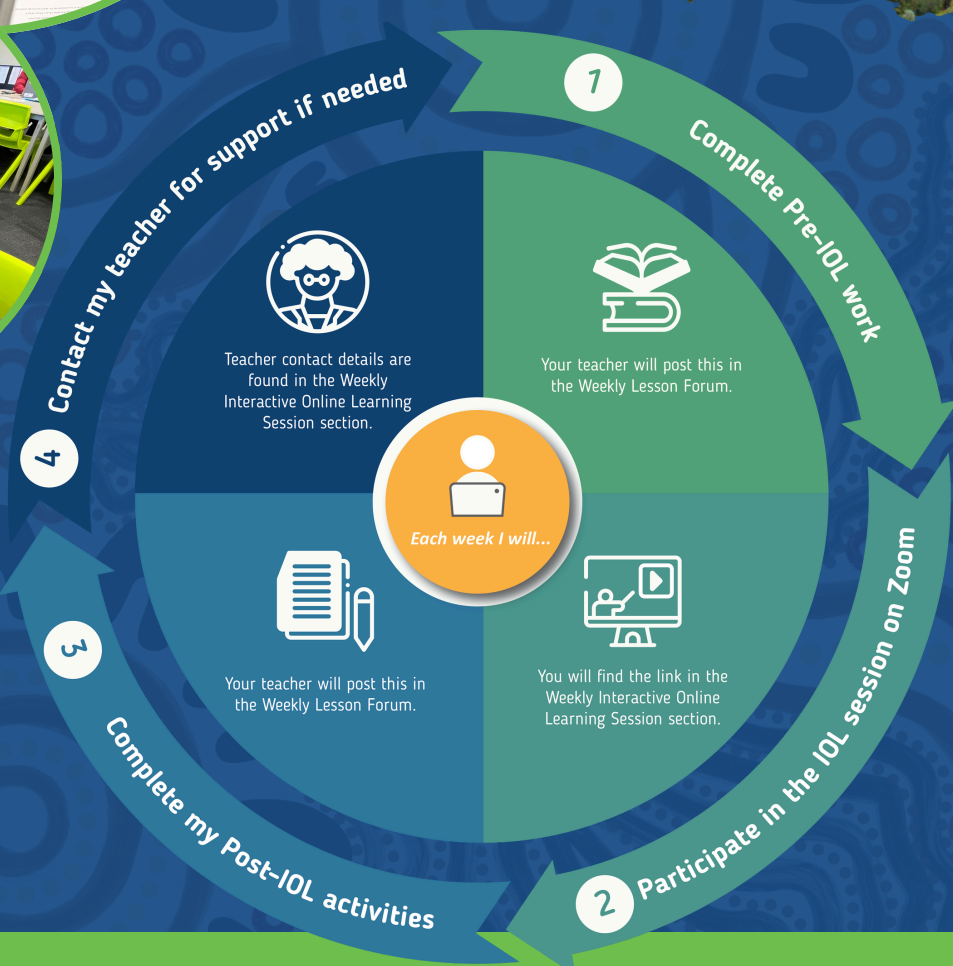 1
Complete Pre-IOL work
Your teacher will post this in
the Weekly Lesson Forum.
2
Participate in the IOL session on Zoom
You will find the link in the
Weekly Interactive Online
Learning Session section.
3
Complete my Post-IOL activities
Your teacher will post this in
the Weekly Lesson Forum.
4
Contact my teacher for support if needed
Teacher contact details are
found in the Weekly
Interactive Online Learning
Session section.
Each week I will...